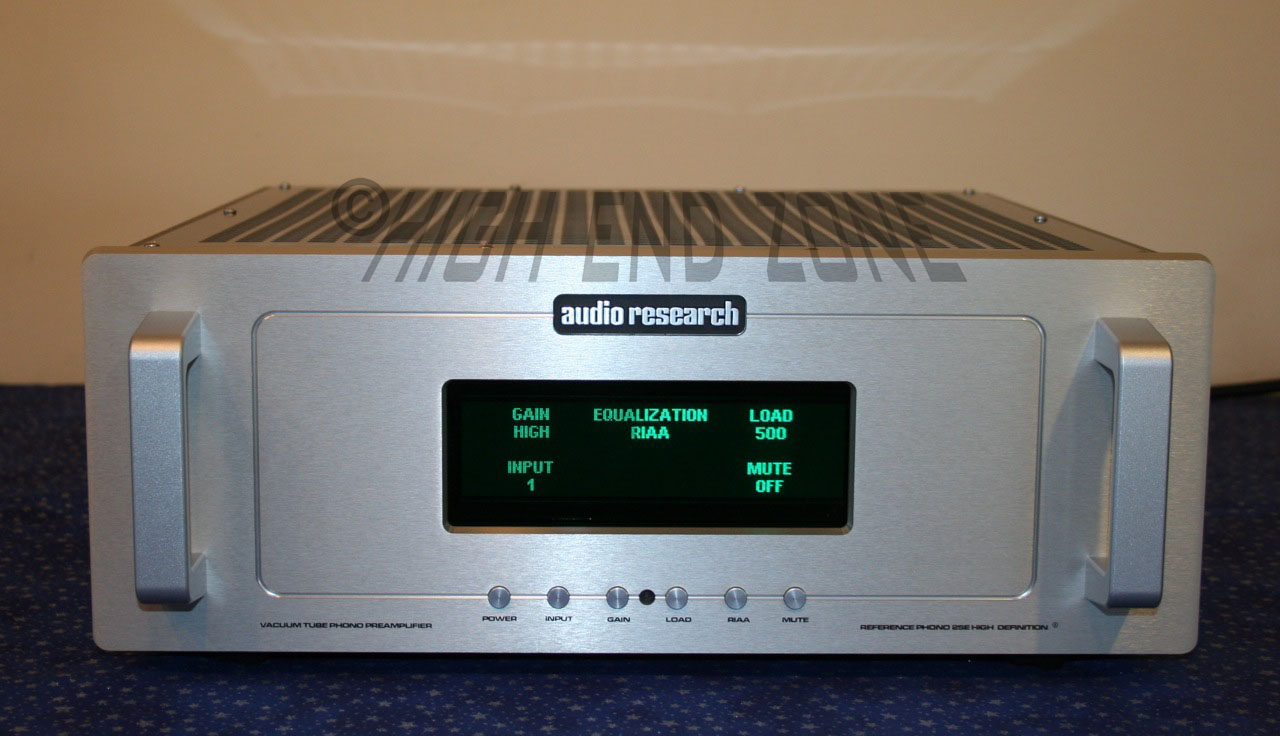 © HIGH END ZONE
audio research
GAIN EQUALIZATION LOAD
HIGH RIAA 500
INPUT MUTE
1 OFF
POWER INPUT GAIN LOAD RIAA MUTE
VACUUM TUBE PHONO PREAMPLIFIER REFERENCE PHONO 2SE HIGH DEFINITION ®